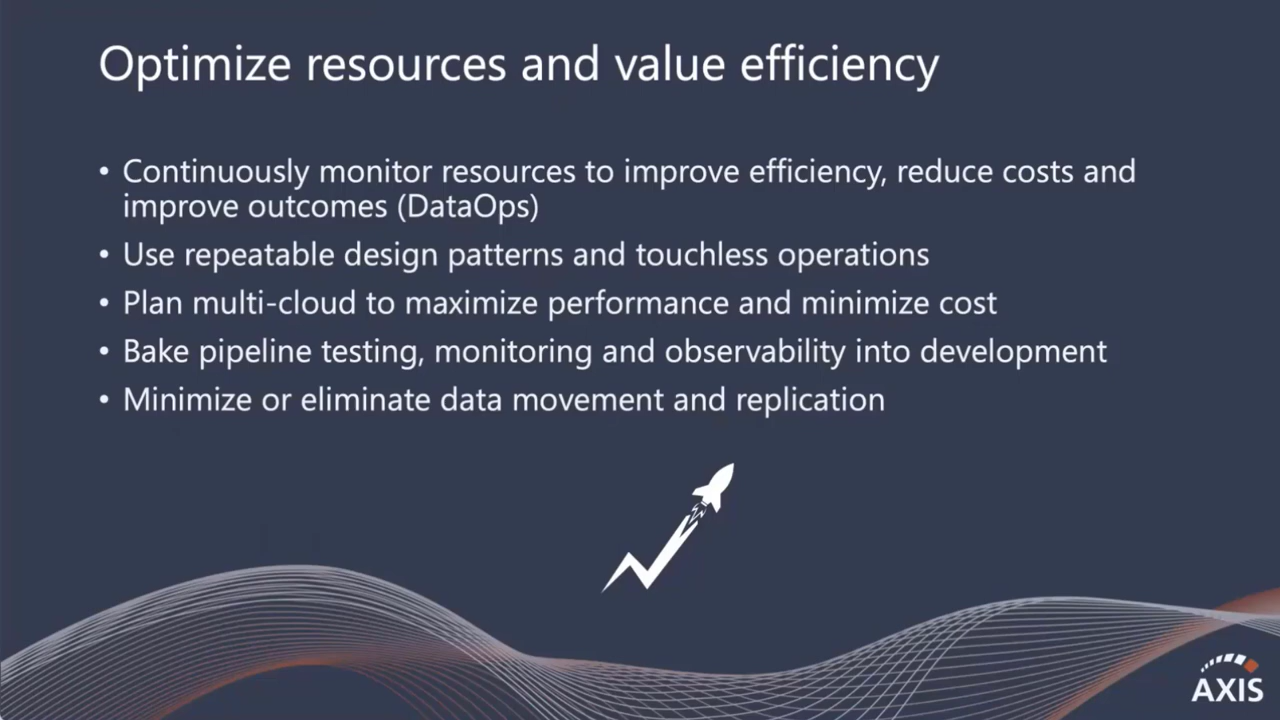 Optimize resources and value efficiency
• Continuously monitor resources to improve efficiency, reduce costs and
improve outcomes (DataOps)
• Use repeatable design patterns and touchless operations
• Plan multi-cloud to maximize performance and minimize cost
• Bake pipeline testing, monitoring and observability into development
• Minimize or eliminate data movement and replication
AXIS